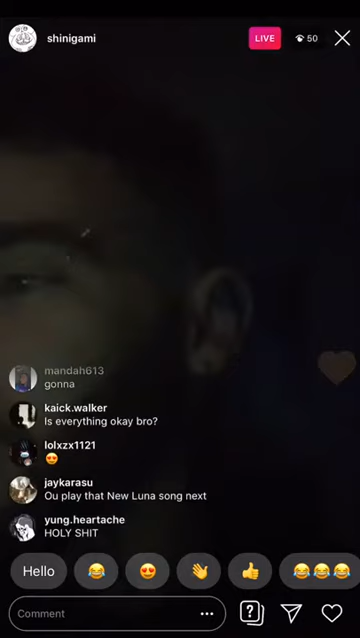 shinigami
LIVE
50
mandah613
gonna
kaick.walker
Is everything okay bro?
lolxzx1121
😍
jaykarasu
Ou play that New Luna song next
yung.heartache
HOLY SHIT
Hello 😂 😍 👋 👍 😂😂😂
Comment